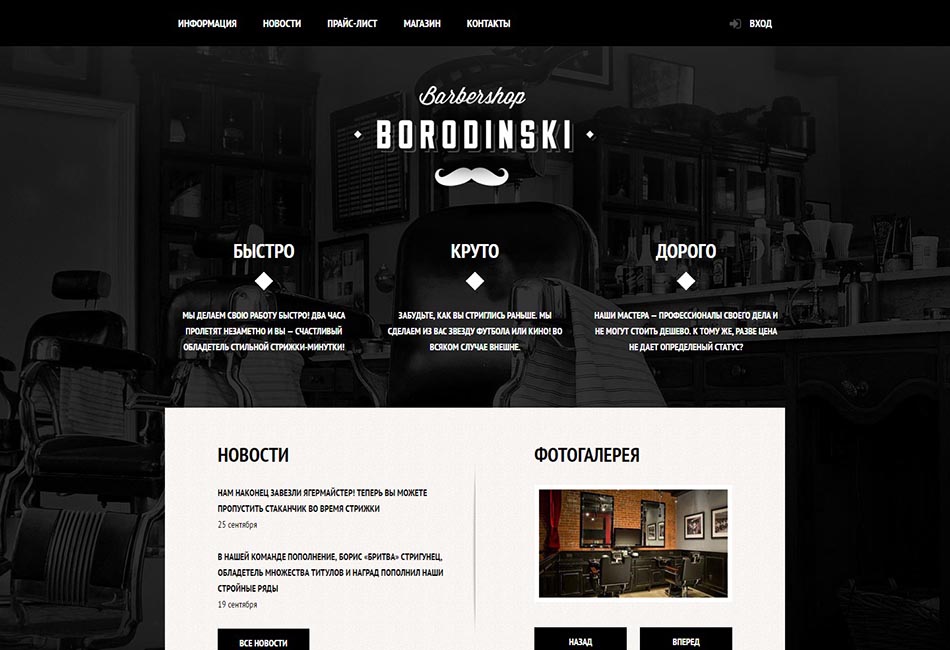 ИНФОРМАЦИЯ НОВОСТИ ПРАЙС-ЛИСТ МАГАЗИН КОНТАКТЫ ВХОД
Barbershop
BORODINSKI
БЫСТРО
МЫ ДЕЛАЕМ СВОЮ РАБОТУ БЫСТРО! ДВА ЧАСА
ПРОЛЕТЯТ НЕЗАМЕТНО И ВЫ — СЧАСТЛИВЫЙ
ОБЛАДАТЕЛЬ СТИЛЬНОЙ СТРИЖКИ-МИНУТКИ!
КРУТО
ЗАБУДЬТЕ, КАК ВЫ СТРИГЛИСЬ РАНЬШЕ. МЫ
СДЕЛАЕМ ИЗ ВАС ЗВЕЗДУ ФУТБОЛА ИЛИ КИНО! ВО
ВСЯКОМ СЛУЧАЕ ВНЕШНЕ.
ДОРОГО
НАШИ МАСТЕРА — ПРОФЕССИОНАЛЫ СВОЕГО ДЕЛА И
НЕ МОГУТ СТОИТЬ ДЕШЕВО. К ТОМУ ЖЕ, РАЗВЕ ЦЕНА
НЕ ДАЕТ ОПРЕДЕЛЕНЫЙ СТАТУС?
НОВОСТИ
НАМ НАКОНЕЦ ЗАВЕЗЛИ ЯГЕРМАЙСТЕР! ТЕПЕРЬ ВЫ МОЖЕТЕ
ПРОПУСТИТЬ СТАКАНЧИК ВО ВРЕМЯ СТРИЖКИ
25 сентября
В НАШЕЙ КОМАНДЕ ПОПОЛНЕНИЕ, БОРИС «БРИТВА» СТРИГУНЕЦ,
ОБЛАДАТЕЛЬ МНОЖЕСТВА ТИТУЛОВ И НАГРАД ПОПОЛНИЛ НАШИ
СТРОЙНЫЕ РЯДЫ
19 сентября
ВСЕ НОВОСТИ
ФОТОГАЛЕРЕЯ
НАЗАД ВПЕРЕД